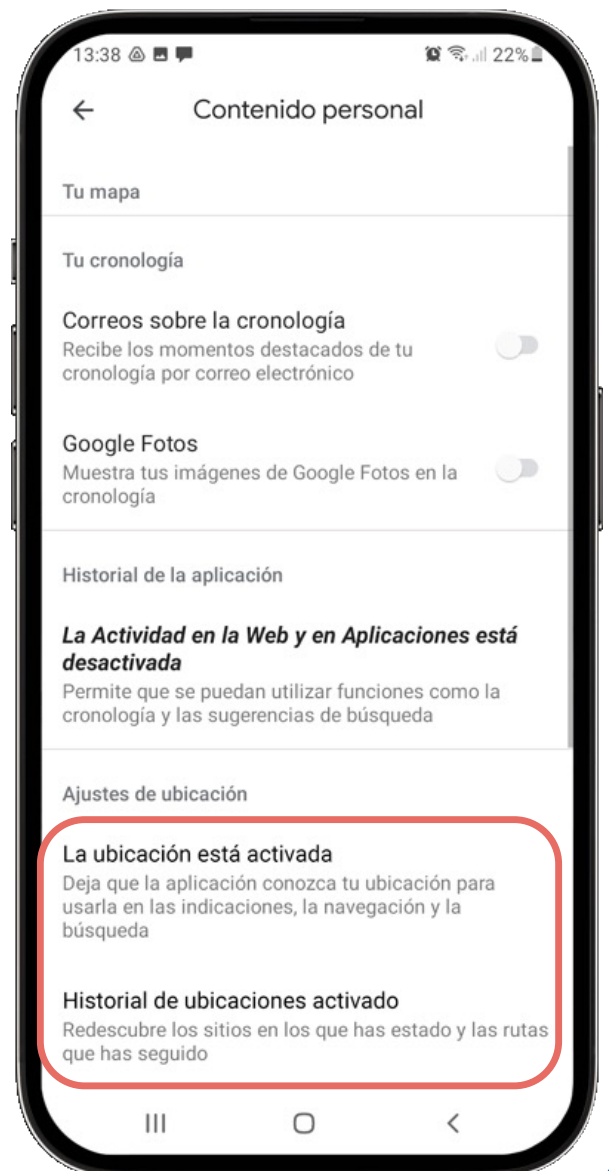 13:38 22%
Contenido personal
Tu mapa
Tu cronología
Correos sobre la cronología
Recibe los momentos destacados de tu
cronología por correo electrónico
Google Fotos
Muestra tus imágenes de Google Fotos en la
cronología
Historial de la aplicación
La Actividad en la Web y en Aplicaciones está
desactivada
Permite que se puedan utilizar funciones como la
cronología y las sugerencias de búsqueda
Ajustes de ubicación
La ubicación está activada
Deja que la aplicación conozca tu ubicación para
usarla en las indicaciones, la navegación y la
búsqueda
Historial de ubicaciones activado
Redescubre los sitios en los que has estado y las rutas
que has seguido